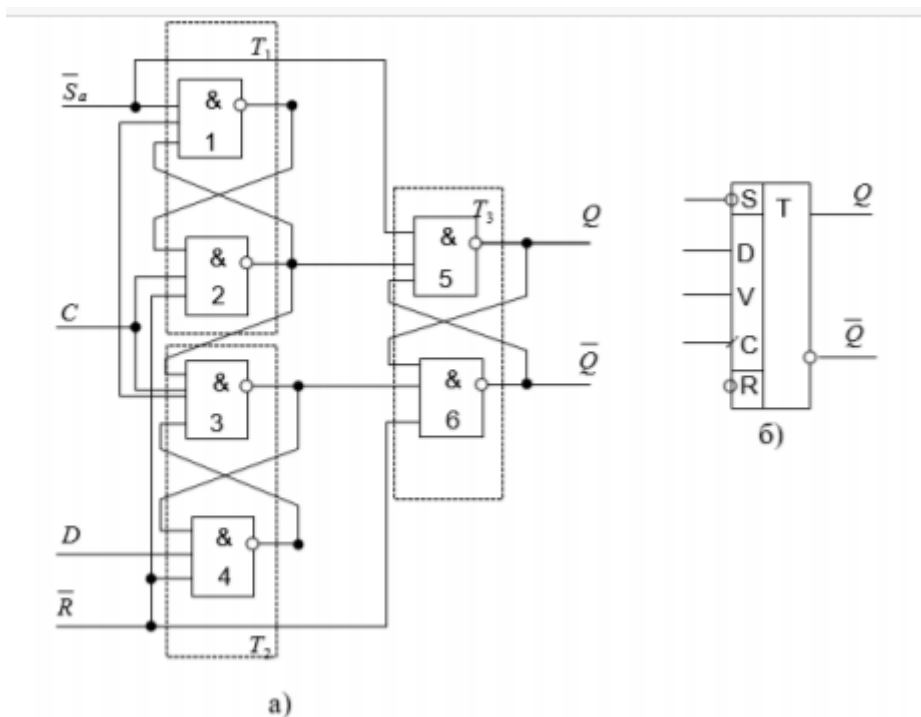 T₁
S̅ₐ
&
1
&
2
C
&
3
D
&
4
R̅
T₂
T₃
Q
&
5
Q̅
&
6
а)
S T Q
D
V
C Q̅
R
б)